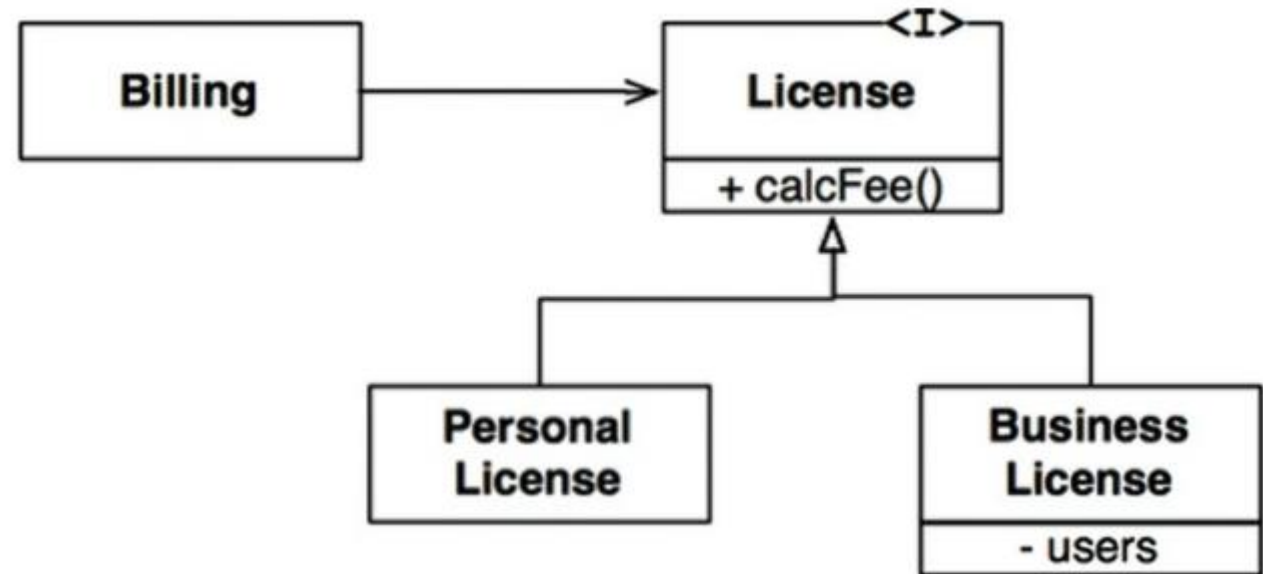 <I>
Billing
License
+ calcFee()
Personal
License
Business
License
- users